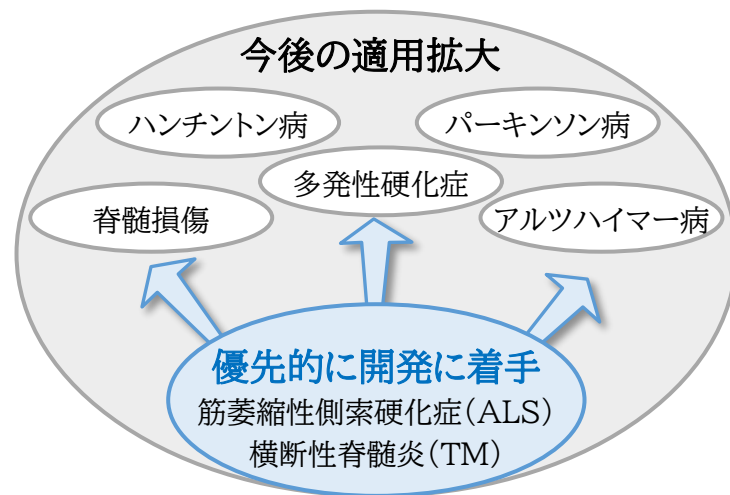 今後の適用拡大
ハンチントン病
パーキンソン病
多発性硬化症
脊髄損傷
アルツハイマー病
優先的に開発に着手
筋萎縮性側索硬化症(ALS)
横断性脊髄炎(TM)